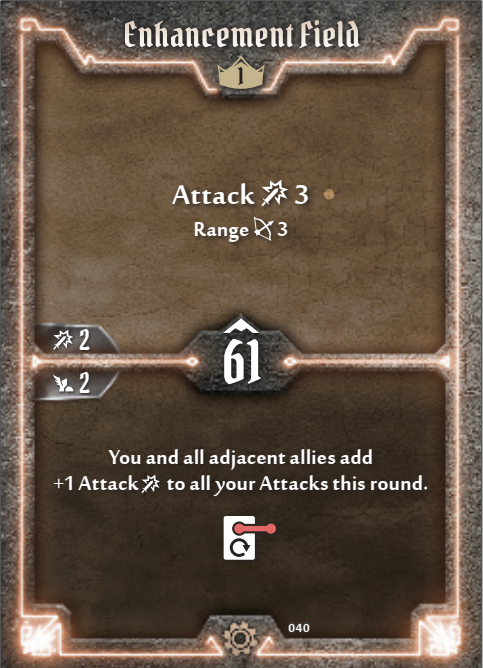 Enhancement Field
1
Attack 3
Range 3
2
61
2
You and all adjacent allies add
+1 Attack to all your Attacks this round.
040